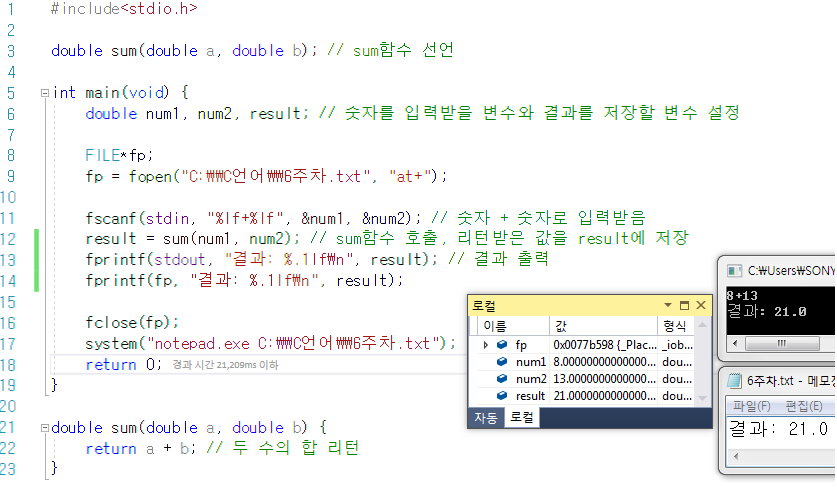 1 #include<stdio.h>
2
3 double sum(double a, double b); // sum함수 선언
4
5 int main(void) {
6 double num1, num2, result; // 숫자를 입력받을 변수와 결과를 저장할 변수 설정
7
8 FILE*fp;
9 fp = fopen("C:₩₩C언어₩₩6주차.txt", "at+");
10
11 fscanf(stdin, "%lf+%lf", &num1, &num2); // 숫자 + 숫자로 입력받음
12 result = sum(num1, num2); // sum함수 호출, 리턴받은 값을 result에 저장
13 fprintf(stdout, "결과: %.1lf₩n", result); // 결과 출력
14 fprintf(fp, "결과: %.1lf₩n", result);
15
16 fclose(fp);
17 system("notepad.exe C:₩₩C언어₩₩6주차.txt");
18 return 0; 경과 시간 21,209ms 이하
19 }
20
21 double sum(double a, double b) {
22 return a + b; // 두 수의 합 리턴
23 }
로컬
이름 값 형식
fp 0x0077b598 {_Plac... _iob...
num1 8.0000000000000... dou...
num2 13.000000000000... dou...
result 21.000000000000... dou...
자동 로컬
C:₩Users₩SONY
8+13
결과: 21.0
6주차.txt - 메모장
파일(F) 편집(E)
결과: 21.0